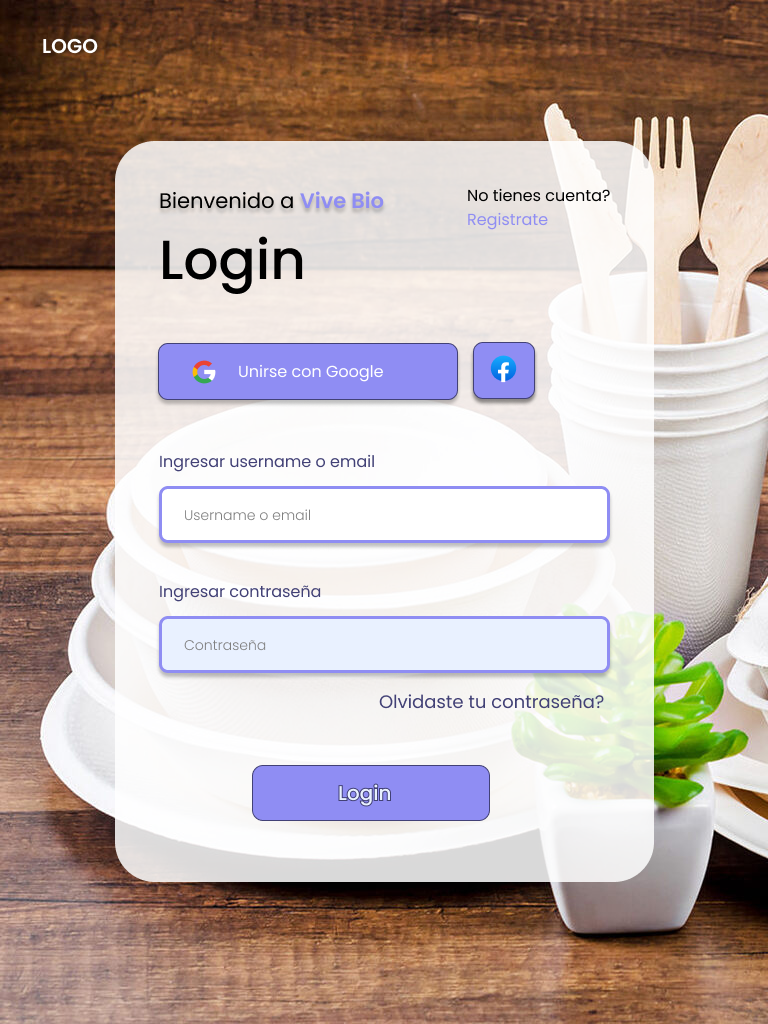 LOGO
Bienvenido a Vive Bio
No tienes cuenta?
Registrate
Login
Unirse con Google
Ingresar username o email
Username o email
Ingresar contraseña
Contraseña
Olvidaste tu contraseña?
Login